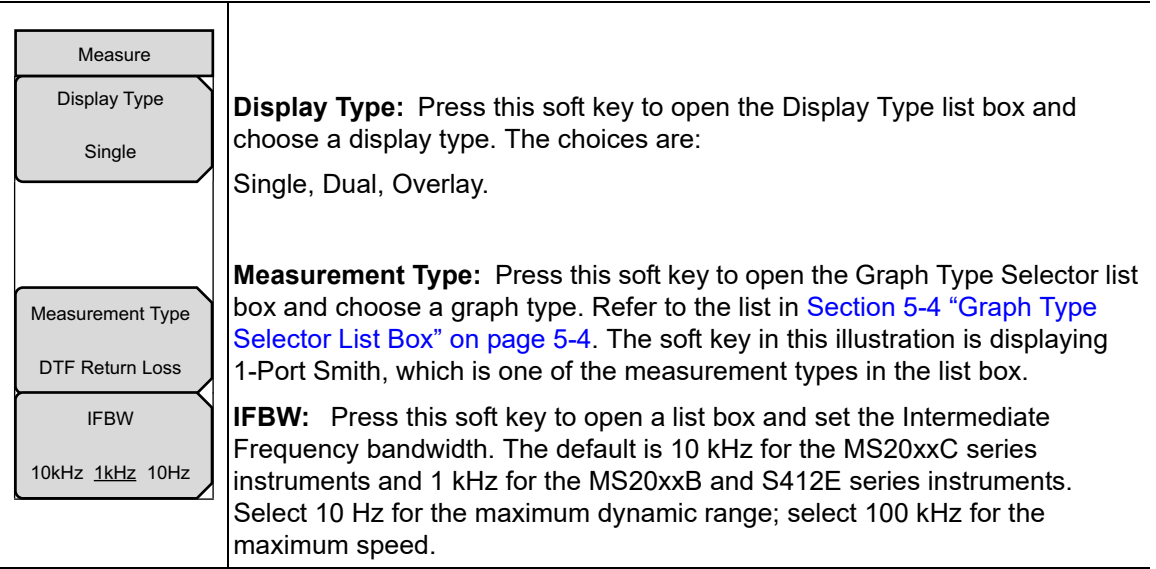 Measure
Display Type
Single
Measurement Type
DTF Return Loss
IFBW
10kHz 1kHz 10Hz
Display Type: Press this soft key to open the Display Type list box and
choose a display type. The choices are:
Single, Dual, Overlay.
Measurement Type: Press this soft key to open the Graph Type Selector list
box and choose a graph type. Refer to the list in Section 5-4 “Graph Type
Selector List Box” on page 5-4. The soft key in this illustration is displaying
1-Port Smith, which is one of the measurement types in the list box.
IFBW: Press this soft key to open a list box and set the Intermediate
Frequency bandwidth. The default is 10 kHz for the MS20xxC series
instruments and 1 kHz for the MS20xxB and S412E series instruments.
Select 10 Hz for the maximum dynamic range; select 100 kHz for the
maximum speed.